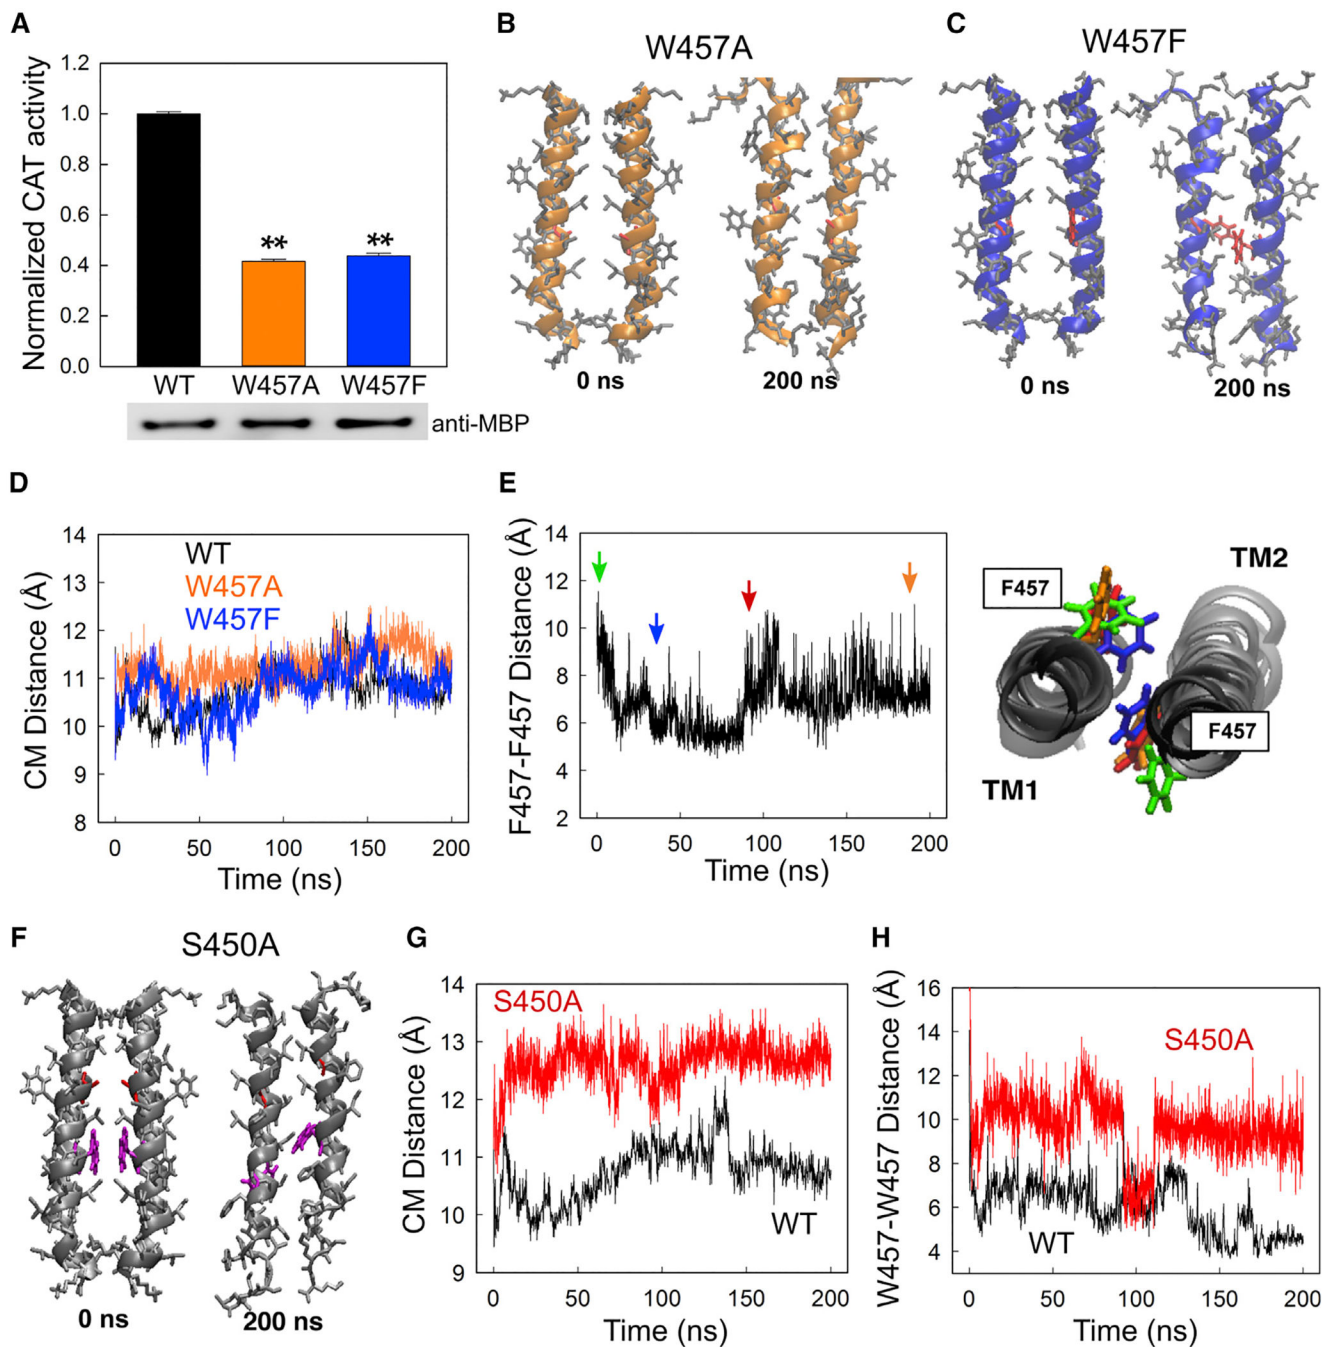 A
Normalized CAT activity
1.2
1.0
0.8
0.6
0.4
0.2
0.0
**
**
WT
W457A
W457F
anti-MBP
B
W457A
0 ns
200 ns
C
W457F
0 ns
200 ns
D
CM Distance (Å)
14
13
12
11
10
9
8
WT
W457A
W457F
0
50
100
150
200
Time (ns)
E
F457-F457 Distance (Å)
14
12
10
8
6
4
2
0
50
100
150
200
Time (ns)
TM2
F457
F457
TM1
F
S450A
0 ns
200 ns
G
CM Distance (Å)
14
13
12
11
10
9
S450A
WT
0
50
100
150
200
Time (ns)
H
W457-W457 Distance (Å)
16
14
12
10
8
6
4
S450A
WT
0
50
100
150
200
Time (ns)